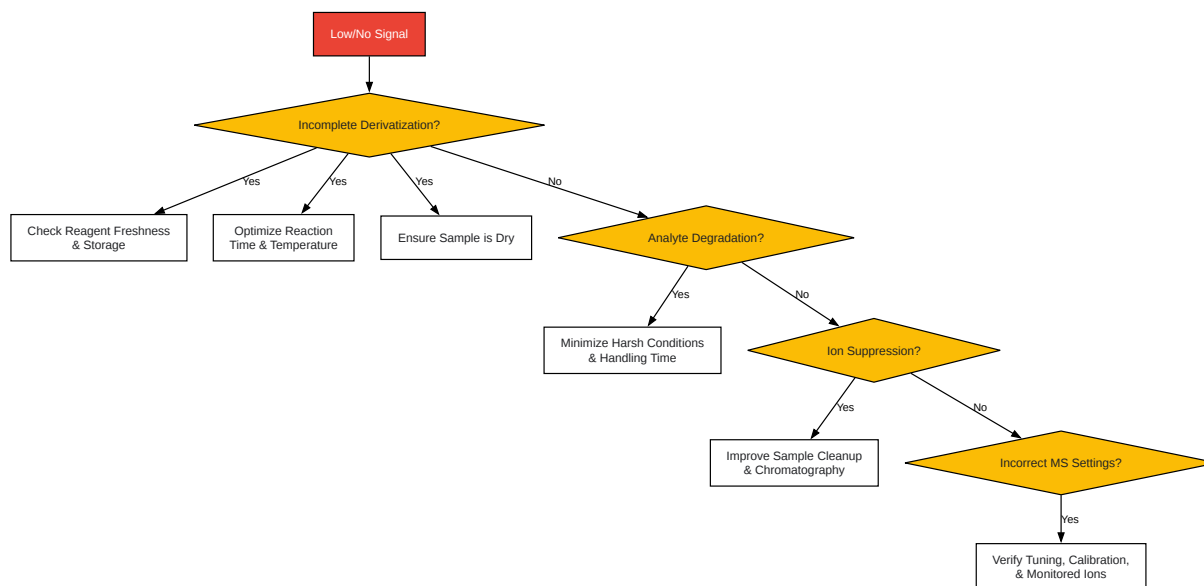 Low/No Signal
Incomplete Derivatization?
Yes
Yes
Yes
No
Check Reagent Freshness
& Storage
Optimize Reaction
Time & Temperature
Ensure Sample is Dry
Analyte Degradation?
Yes
No
Minimize Harsh Conditions
& Handling Time
Ion Suppression?
Yes
No
Improve Sample Cleanup
& Chromatography
Incorrect MS Settings?
Yes
Verify Tuning, Calibration,
& Monitored Ions